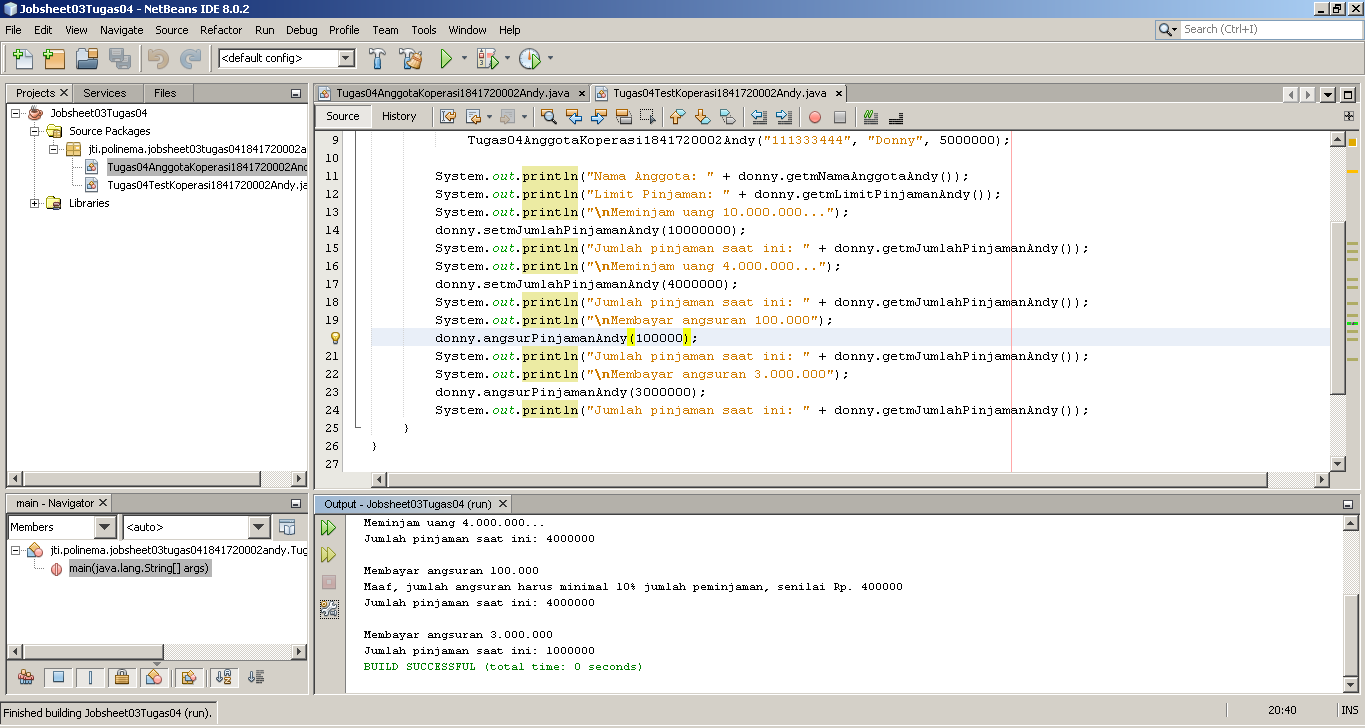 Jobsheet03Tugas04 - NetBeans IDE 8.0.2
File Edit View Navigate Source Refactor Run Debug Profile Team Tools Window Help
Search (Ctrl+I)
<default config>
Projects Services Files
Jobsheet03Tugas04
Source Packages
jti.polinema.jobsheet03tugas041841720002a
Tugas04AnggotaKoperasi1841720002And
Tugas04TestKoperasi1841720002Andy.ja
Libraries
Tugas04AnggotaKoperasi1841720002Andy.java Tugas04TestKoperasi1841720002Andy.java
Source History
9 Tugas04AnggotaKoperasi1841720002Andy("111333444", "Donny", 5000000);
10
11 System.out.println("Nama Anggota: " + donny.getmNamaAnggotaAndy());
12 System.out.println("Limit Pinjaman: " + donny.getmLimitPinjamanAndy());
13 System.out.println("\nMeminjam uang 10.000.000...");
14 donny.setmJumlahPinjamanAndy(10000000);
15 System.out.println("Jumlah pinjaman saat ini: " + donny.getmJumlahPinjamanAndy());
16 System.out.println("\nMeminjam uang 4.000.000...");
17 donny.setmJumlahPinjamanAndy(4000000);
18 System.out.println("Jumlah pinjaman saat ini: " + donny.getmJumlahPinjamanAndy());
19 System.out.println("\nMembayar angsuran 100.000");
donny.angsurPinjamanAndy(100000);
21 System.out.println("Jumlah pinjaman saat ini: " + donny.getmJumlahPinjamanAndy());
22 System.out.println("\nMembayar angsuran 3.000.000");
23 donny.angsurPinjamanAndy(3000000);
24 System.out.println("Jumlah pinjaman saat ini: " + donny.getmJumlahPinjamanAndy());
25 }
26 }
27
main - Navigator
Members <auto>
jti.polinema.jobsheet03tugas041841720002andy.Tug
main(java.lang.String[] args)
Output - Jobsheet03Tugas04 (run)
Meminjam uang 4.000.000...
Jumlah pinjaman saat ini: 4000000
Membayar angsuran 100.000
Maaf, jumlah angsuran harus minimal 10% jumlah peminjaman, senilai Rp. 400000
Jumlah pinjaman saat ini: 4000000
Membayar angsuran 3.000.000
Jumlah pinjaman saat ini: 1000000
BUILD SUCCESSFUL (total time: 0 seconds)
Finished building Jobsheet03Tugas04 (run).
20:40 INS